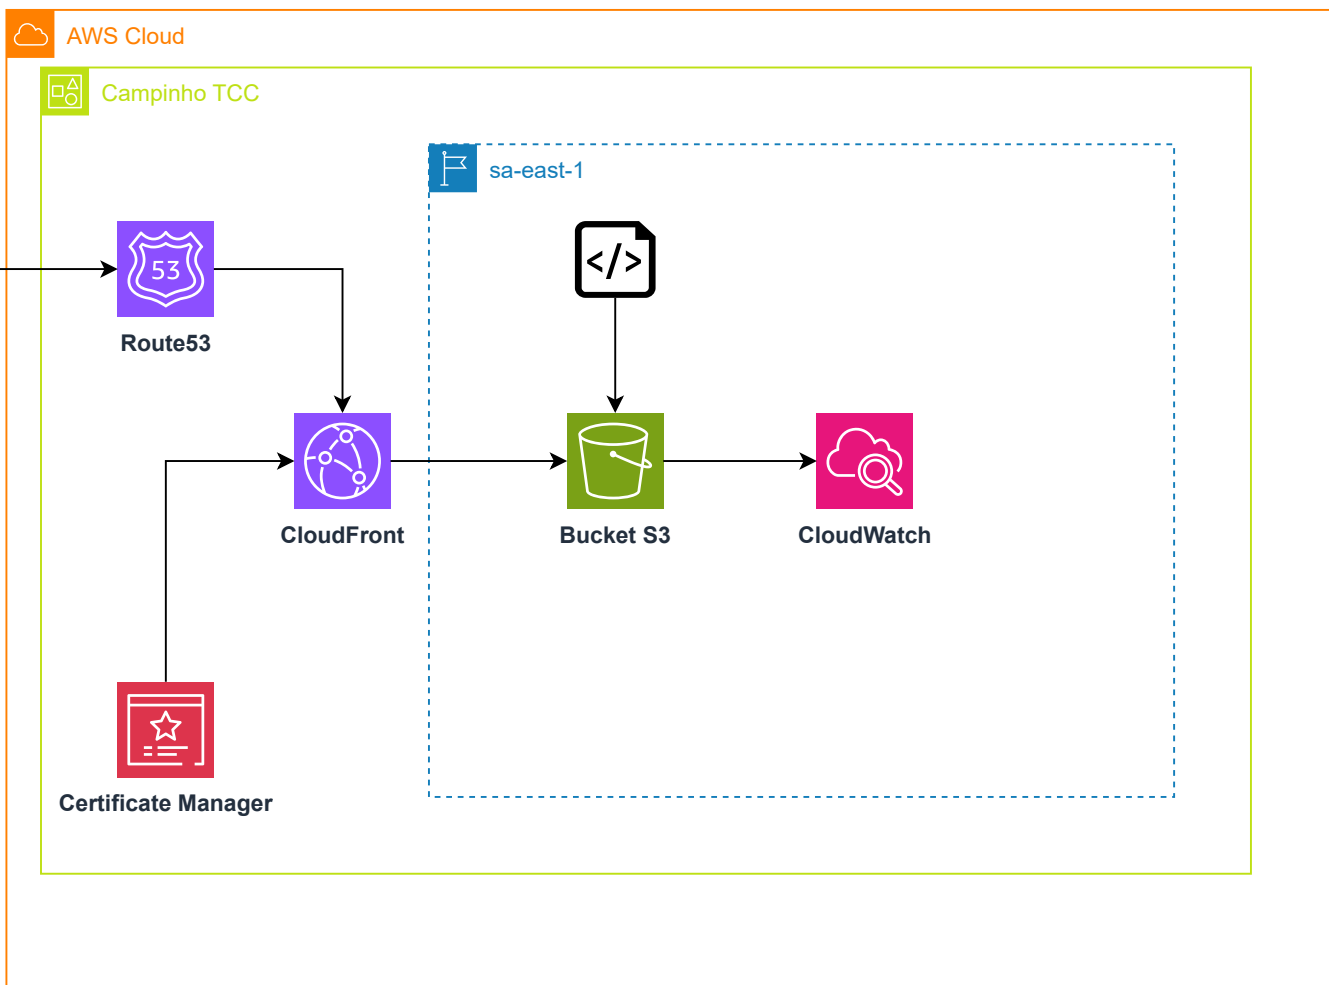 AWS Cloud
Campinho TCC
sa-east-1
53
</>
Route53
CloudFront
Bucket S3
CloudWatch
Certificate Manager